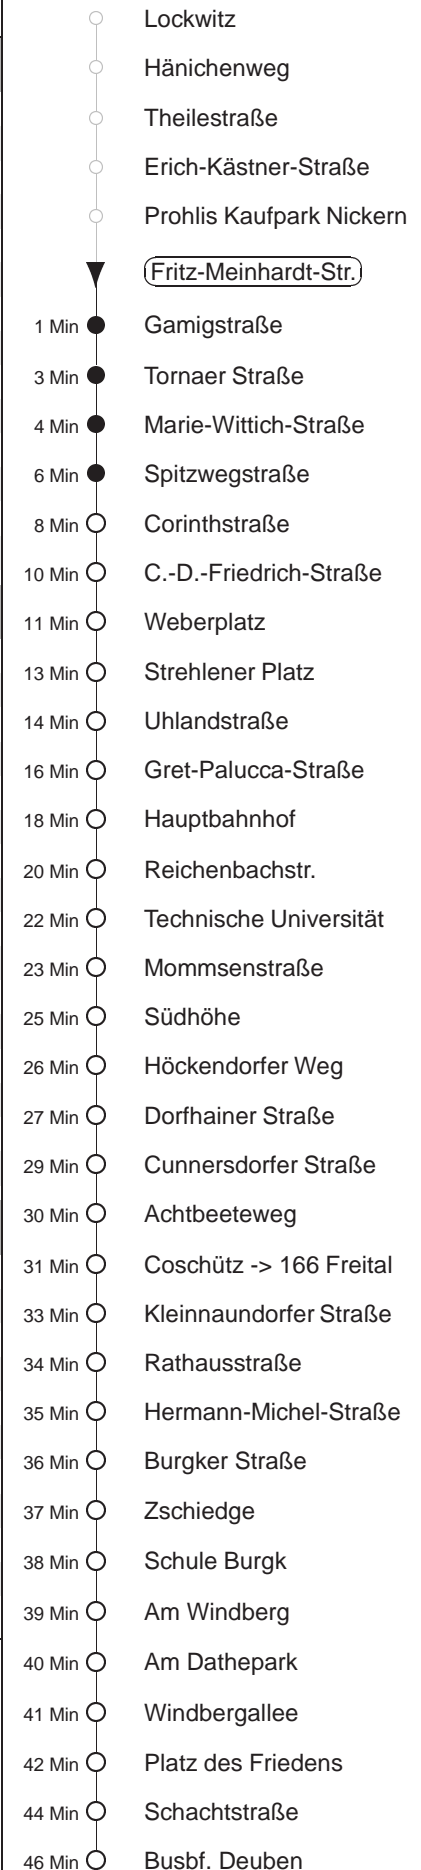 Lockwitz
Hänichenweg
Theilestraße
Erich-Kästner-Straße
Prohlis Kaufpark Nickern
Fritz-Meinhardt-Str.
1 Min Gamigstraße
3 Min Tornaer Straße
4 Min Marie-Wittich-Straße
6 Min Spitzwegstraße
8 Min Corinthstraße
10 Min C.-D.-Friedrich-Straße
11 Min Weberplatz
13 Min Strehlener Platz
14 Min Uhlandstraße
16 Min Gret-Palucca-Straße
18 Min Hauptbahnhof
20 Min Reichenbachstr.
22 Min Technische Universität
23 Min Mommsenstraße
25 Min Südhöhe
26 Min Höckendorfer Weg
27 Min Dorfhainer Straße
29 Min Cunnersdorfer Straße
30 Min Achtbeeteweg
31 Min Coschütz -> 166 Freital
33 Min Kleinnaundorfer Straße
34 Min Rathausstraße
35 Min Hermann-Michel-Straße
36 Min Burgker Straße
37 Min Zschiedge
38 Min Schule Burgk
39 Min Am Windberg
40 Min Am Dathepark
41 Min Windbergallee
42 Min Platz des Friedens
44 Min Schachtstraße
46 Min Busbf. Deuben